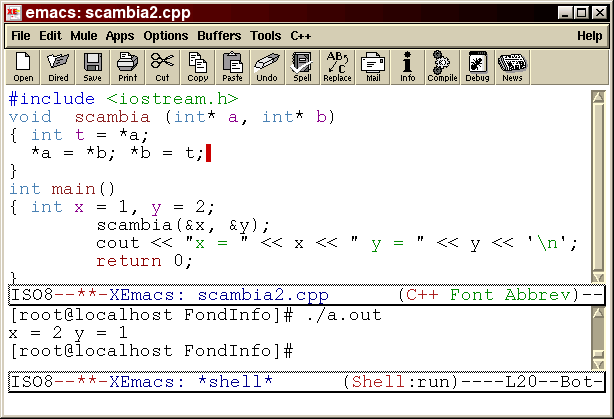 emacs: scambia2.cpp
File Edit Mule Apps Options Buffers Tools C++ Help
Open Dired Save Print Cut Copy Paste Undo Spell Replace Mail Info Compile Debug News
#include <iostream.h>
void  scambia (int* a, int* b)
{ int t = *a;
  *a = *b; *b = t;
}
int main()
{ int x = 1, y = 2;
        scambia(&x, &y);
        cout << "x = " << x << " y = " << y << '\n';
        return 0;
}
ISO8--**-XEmacs: scambia2.cpp      (C++ Font Abbrev)--
[root@localhost FondInfo]# ./a.out
x = 2 y = 1
[root@localhost FondInfo]#
ISO8--**-XEmacs: *shell*      (Shell:run)----L20--Bot-